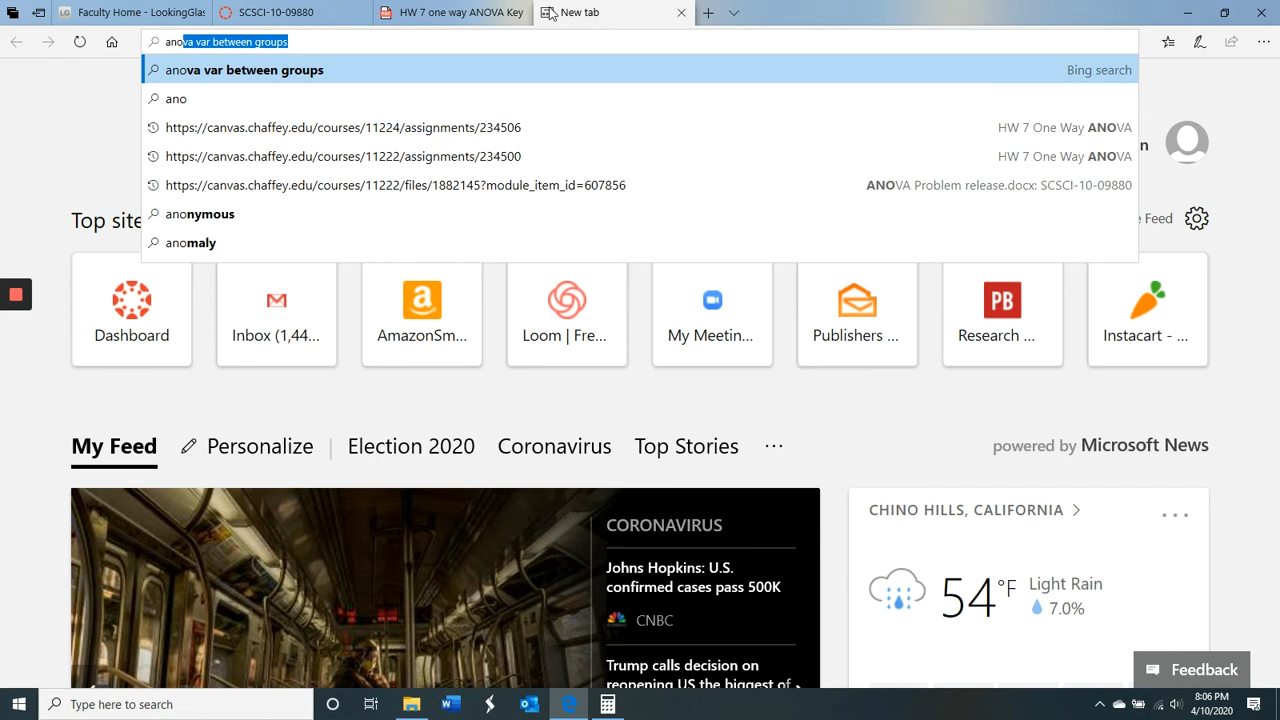 Faculty Home - LookingGlas
SCSCI-10-09880
HW 7 one way ANOVA Key
New tab
anova var between groups
anova var between groups
Bing search
ano
https://canvas.chaffey.edu/courses/11224/assignments/234506
HW 7 One Way ANOVA
https://canvas.chaffey.edu/courses/11222/assignments/234500
HW 7 One Way ANOVA
https://canvas.chaffey.edu/courses/11222/files/1882145?module_item_id=607856
ANOVA Problem release.docx: SCSCI-10-09880
anonymous
anomaly
Top site
Feed
Dashboard
Inbox (1,44...
AmazonSm...
Loom | Fre...
My Meetin...
Publishers ...
Research ...
Instacart - ...
My Feed
Personalize
Election 2020
Coronavirus
Top Stories
powered by Microsoft News
CORONAVIRUS
Johns Hopkins: U.S.
confirmed cases pass 500K
CNBC
Trump calls decision on
reopening US the biggest of
CHINO HILLS, CALIFORNIA
54 °F
Light Rain
7.0%
Feedback
Type here to search
8:06 PM
4/10/2020